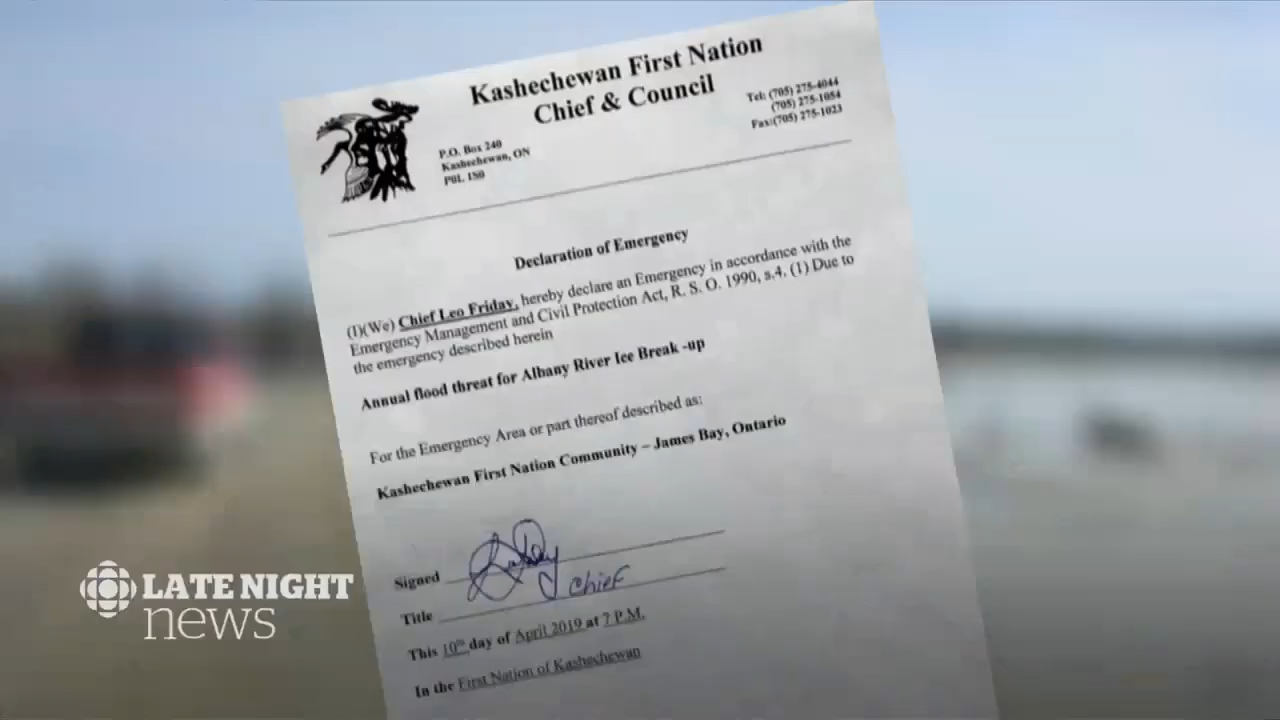 Kashechewan First Nation
Chief & Council
Tel: (705) 275-4044
(705) 275-1054
Fax:(705) 275-1023
P.O. Box 240
Kashechewan, ON
P0L 1S0
Declaration of Emergency
(I)(We) Chief Leo Friday, hereby declare an Emergency in accordance with the
Emergency Management and Civil Protection Act, R. S. O. 1990, s.4, (1) Due to
the emergency described herein
Annual flood threat for Albany River Ice Break -up
For the Emergency Area or part thereof described as:
Kashechewan First Nation Community – James Bay, Ontario
Signed
Title Chief
This 10th day of April 2019 at 7 P.M.
In the First Nation of Kashechewan
LATE NIGHT
news